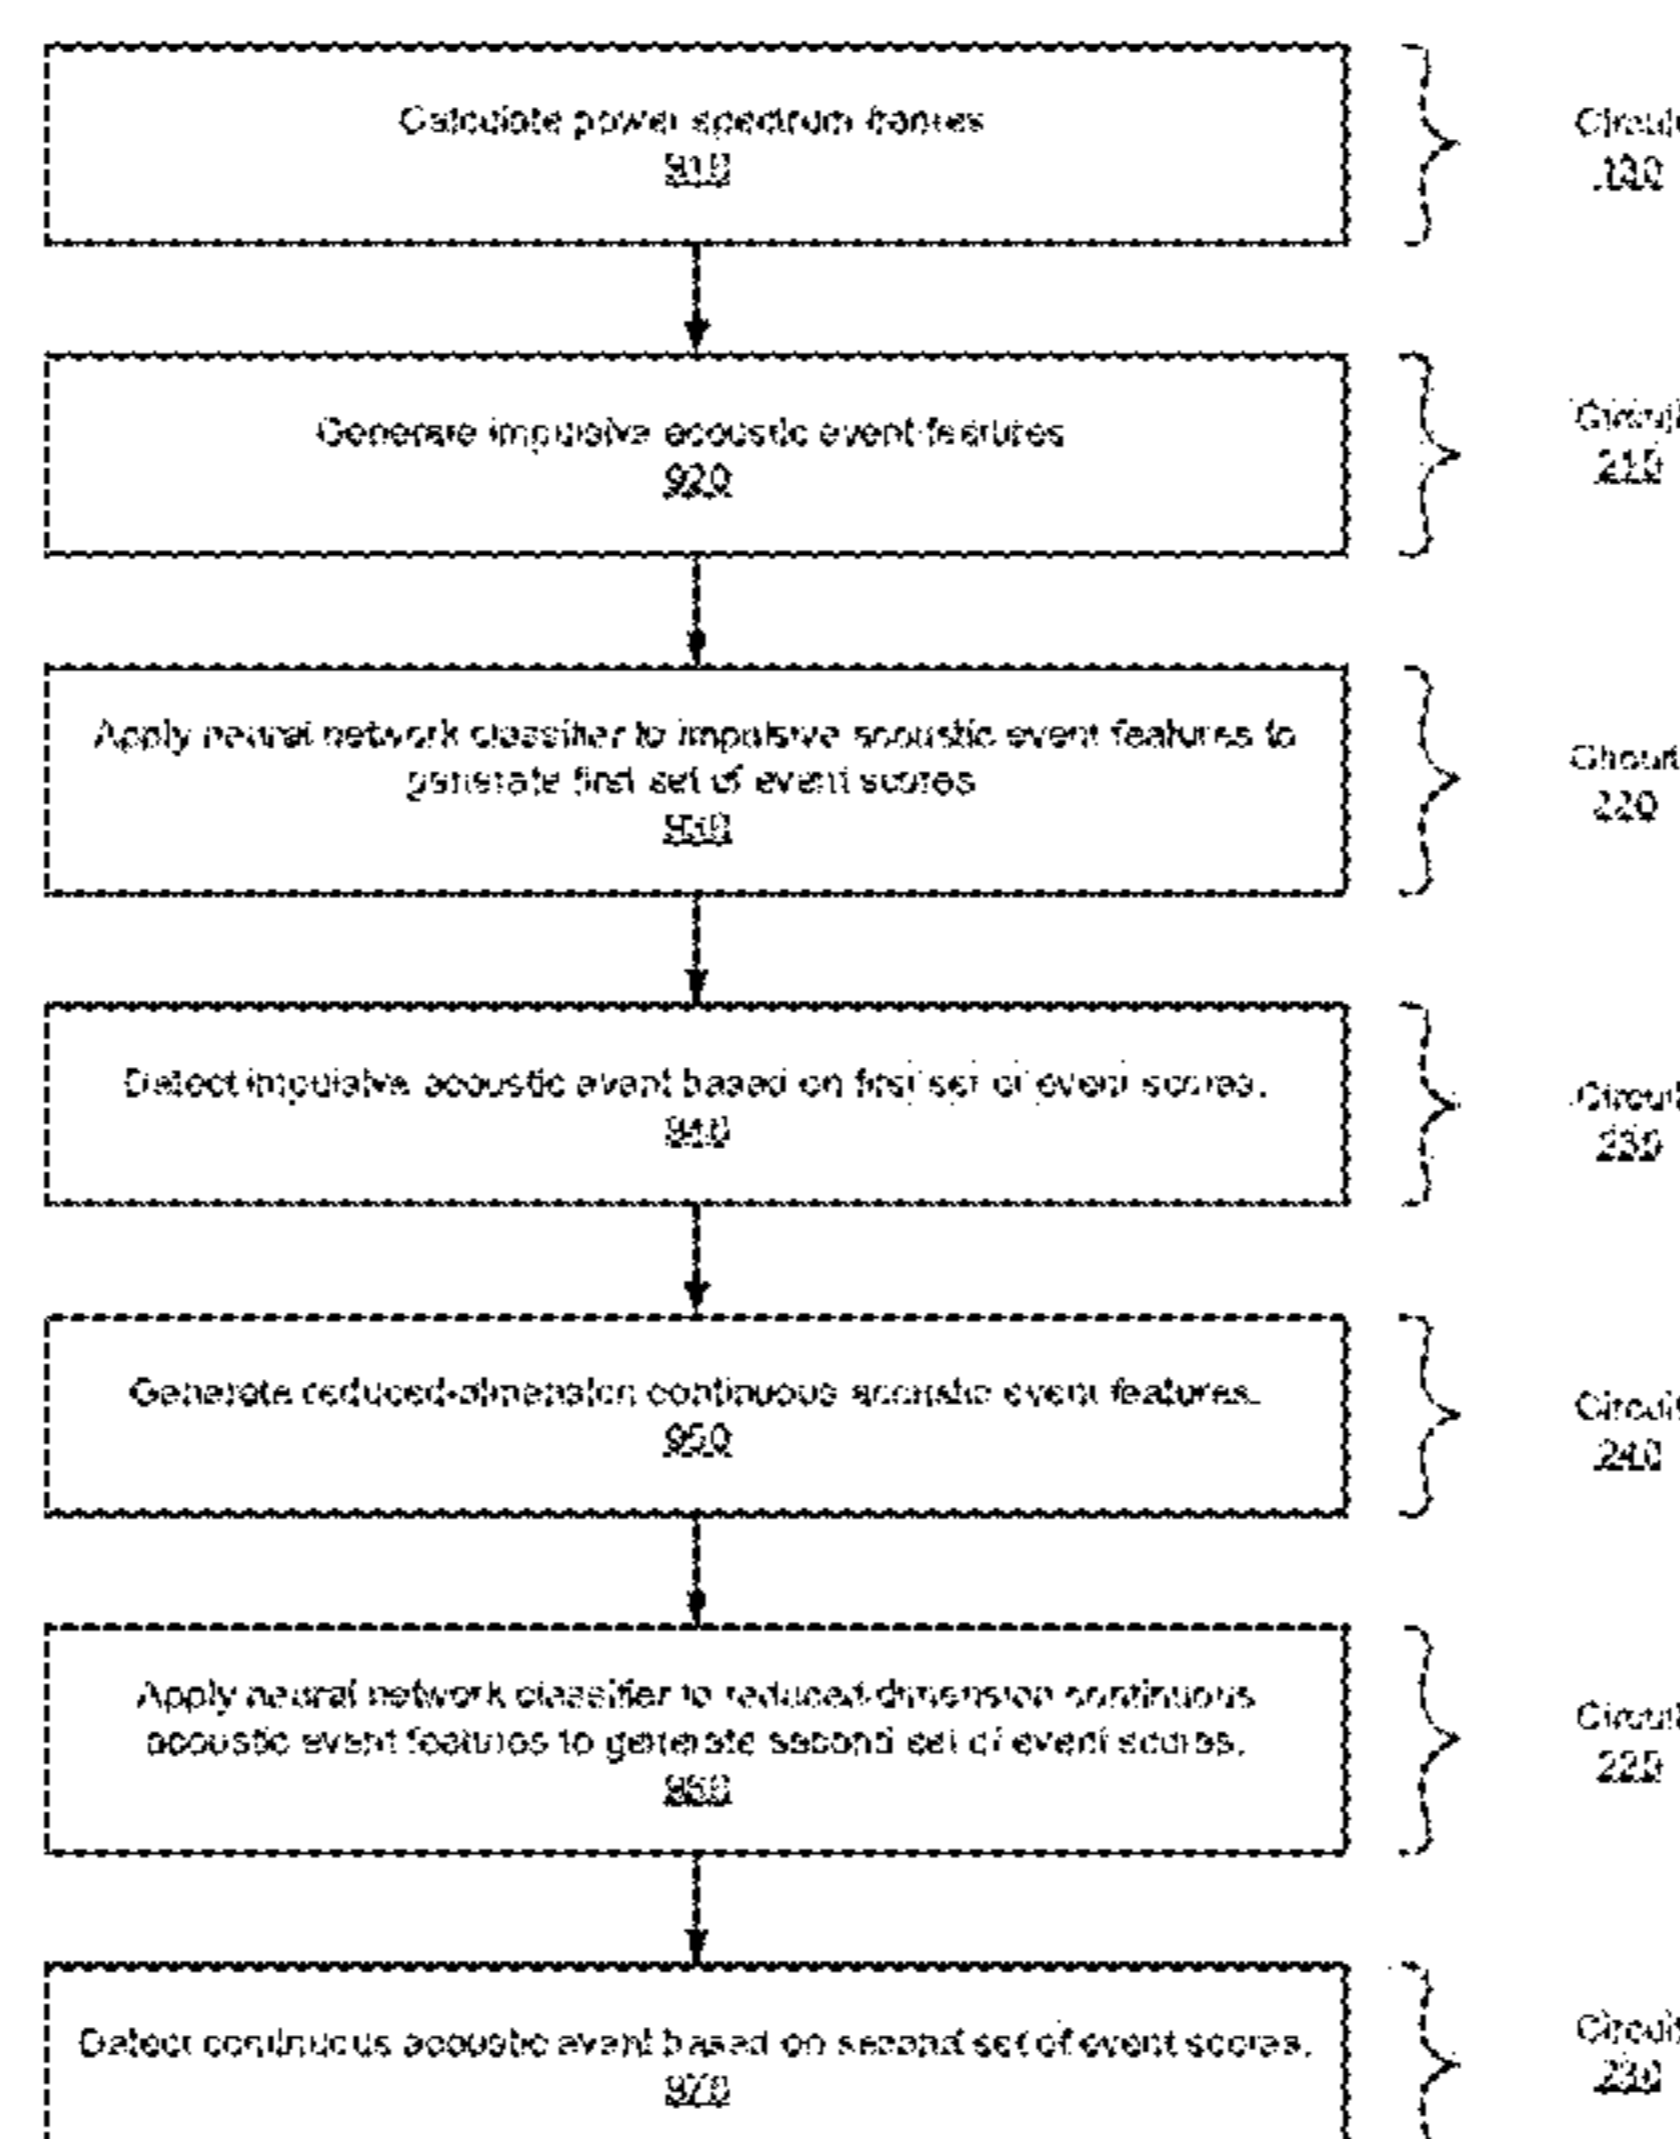 Calculate power spectrum frames
910
Circuit
130
Generate impulsive acoustic event features
920
Circuit
210
Apply neural network classifier to impulsive acoustic event features to
generate first set of event scores
930
Circuit
220
Detect impulsive acoustic event based on first set of event scores.
940
Circuit
230
Generate reduced-dimension continuous acoustic event features.
950
Circuit
240
Apply neural network classifier to reduced-dimension continuous
acoustic event features to generate second set of event scores.
960
Circuit
220
Detect continuous acoustic event based on second set of event scores.
970
Circuit
230